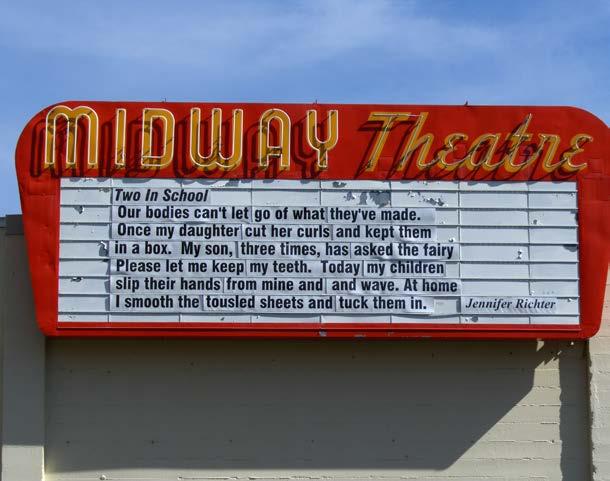 MIDWAY Theatre
Two In School
Our bodies can't let go of what they've made.
Once my daughter cut her curls and kept them
in a box. My son, three times, has asked the fairy
Please let me keep my teeth. Today my children
slip their hands from mine and and wave. At home
I smooth the tousled sheets and tuck them in. Jennifer Richter